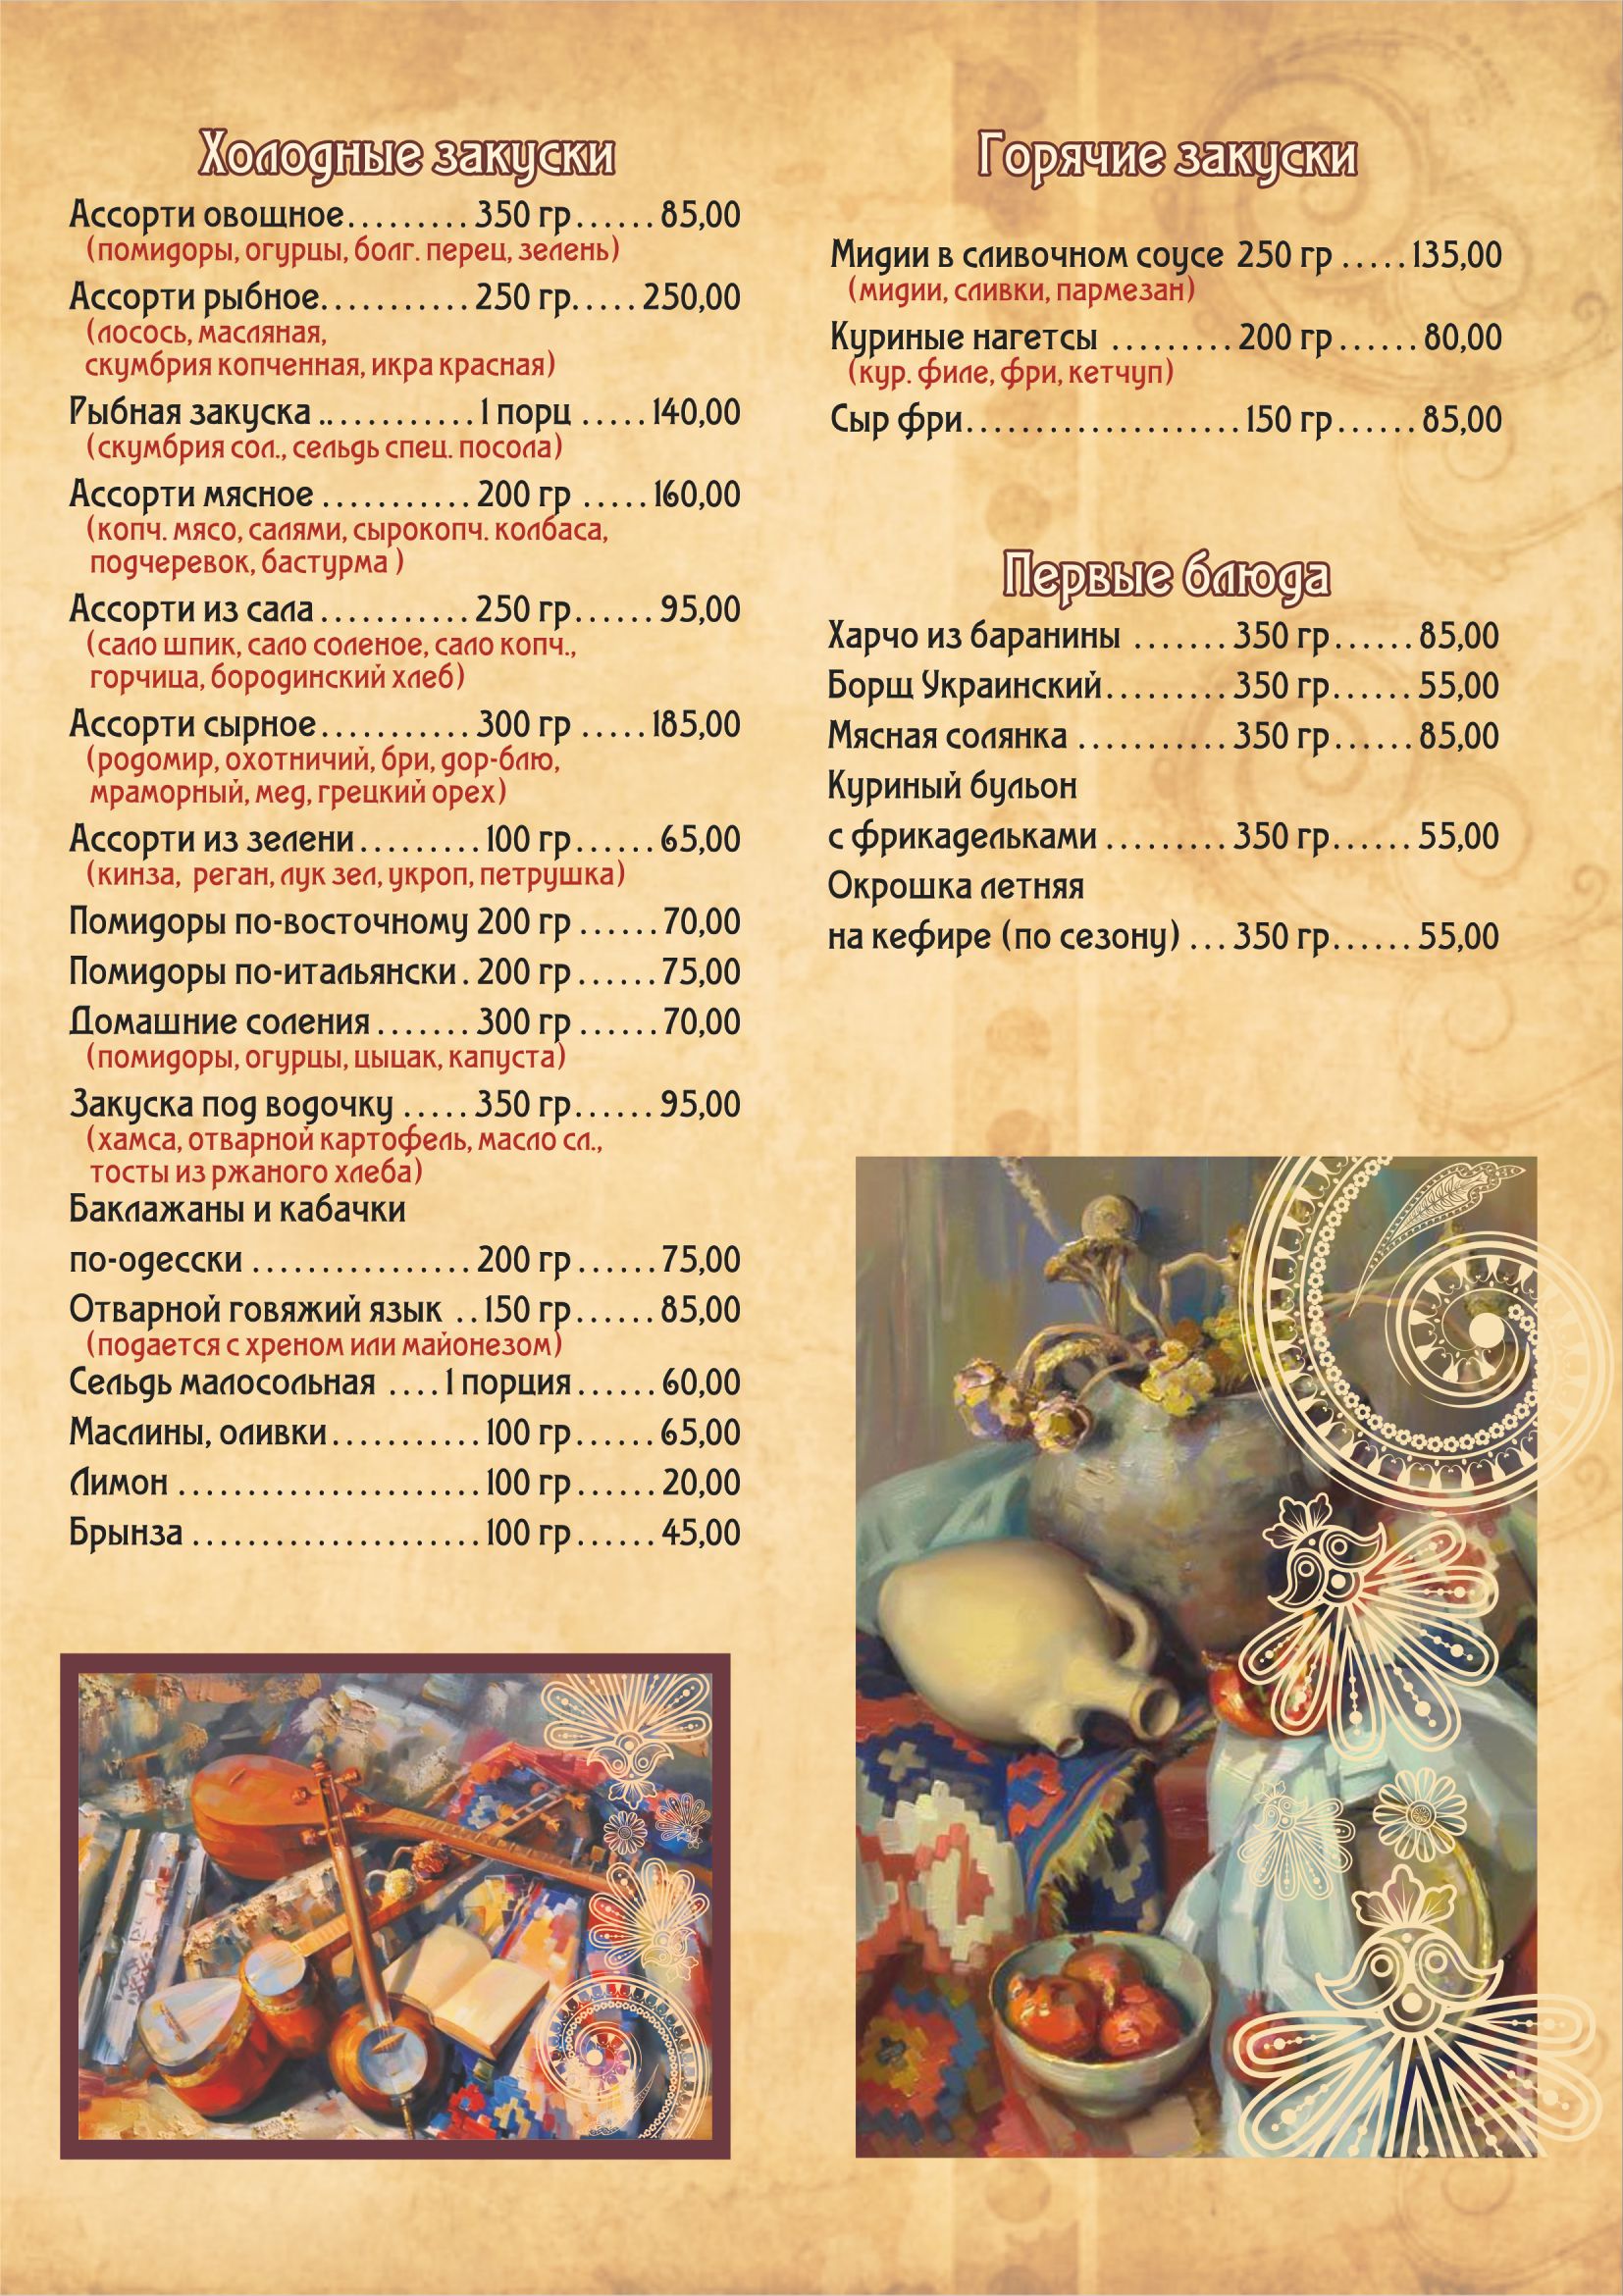 Холодные закуски
Ассорти овощное......... 350 гр...... 85,00
(помидоры, огурцы, болг. перец, зелень)
Ассорти рыбное........... 250 гр..... 250,00
(лосось, масляная,
скумбрия копченная, икра красная)
Рыбная закуска ............ 1 порц ..... 140,00
(скумбрия сол., сельдь спец. посола)
Ассорти мясное ........... 200 гр ..... 160,00
(копч. мясо, салями, сырокопч. колбаса,
подчеревок, бастурма )
Ассорти из сала ........... 250 гр...... 95,00
(сало шпик, сало соленое, сало копч.,
горчица, бородинский хлеб)
Ассорти сырное........... 300 гр ..... 185,00
(родомир, охотничий, бри, дор-блю,
мраморный, мед, грецкий орех)
Ассорти из зелени......... 100 гр...... 65,00
(кинза, реган, лук зел, укроп, петрушка)
Помидоры по-восточному 200 гр ...... 70,00
Помидоры по-итальянски . 200 гр ...... 75,00
Домашние соления ....... 300 гр ...... 70,00
(помидоры, огурцы, цыцак, капуста)
Закуска под водочку ..... 350 гр...... 95,00
(хамса, отварной картофель, масло сл.,
тосты из ржаного хлеба)
Баклажаны и кабачки
по-одесски ................ 200 гр ...... 75,00
Отварной говяжий язык .. 150 гр...... 85,00
(подается с хреном или майонезом)
Сельдь малосольная .... 1 порция...... 60,00
Маслины, оливки........... 100 гр...... 65,00
Лимон ...................... 100 гр...... 20,00
Брынза ..................... 100 гр...... 45,00
Горячие закуски
Мидии в сливочном соусе 250 гр ..... 135,00
(мидии, сливки, пармезан)
Куриные нагетсы ......... 200 гр ...... 80,00
(кур. филе, фри, кетчуп)
Сыр фри.................... 150 гр ...... 85,00
Первые блюда
Харчо из баранины ....... 350 гр...... 85,00
Борщ Украинский......... 350 гр...... 55,00
Мясная солянка ........... 350 гр...... 85,00
Куриный бульон
с фрикадельками ......... 350 гр...... 55,00
Окрошка летняя
на кефире (по сезону) ... 350 гр...... 55,00